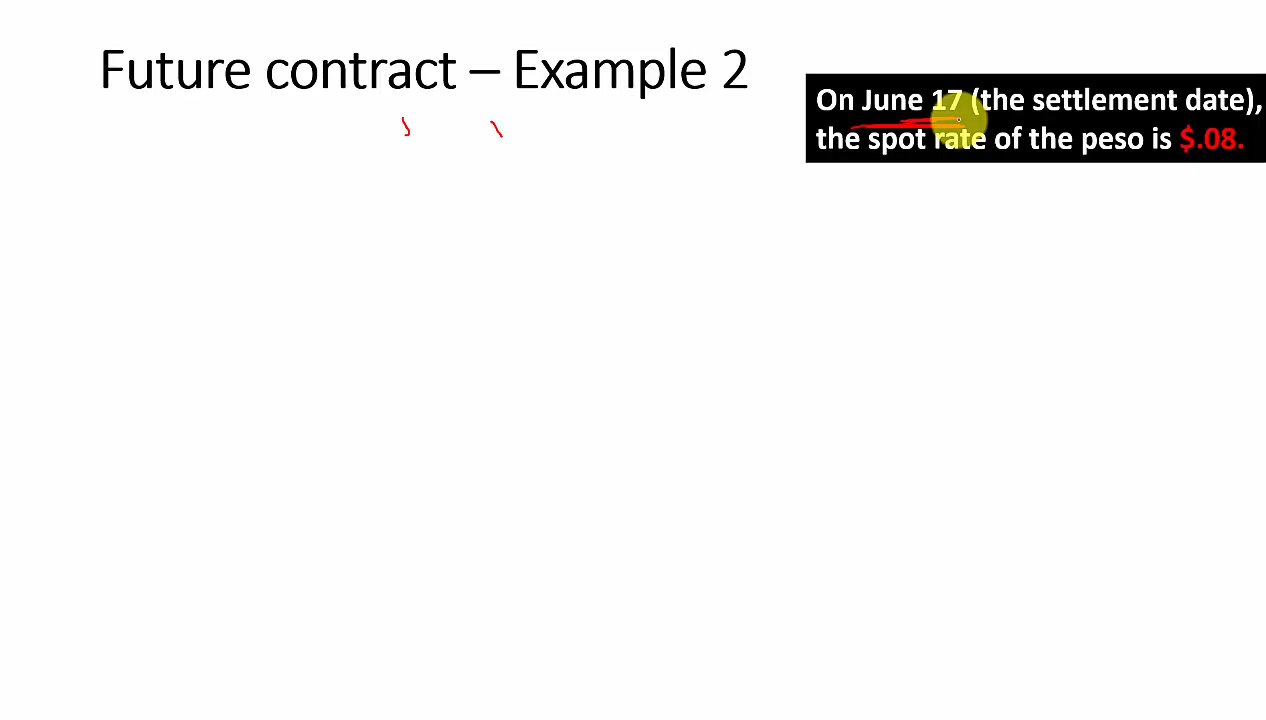 Future contract – Example 2
On June 17 (the settlement date),
the spot rate of the peso is $.08.